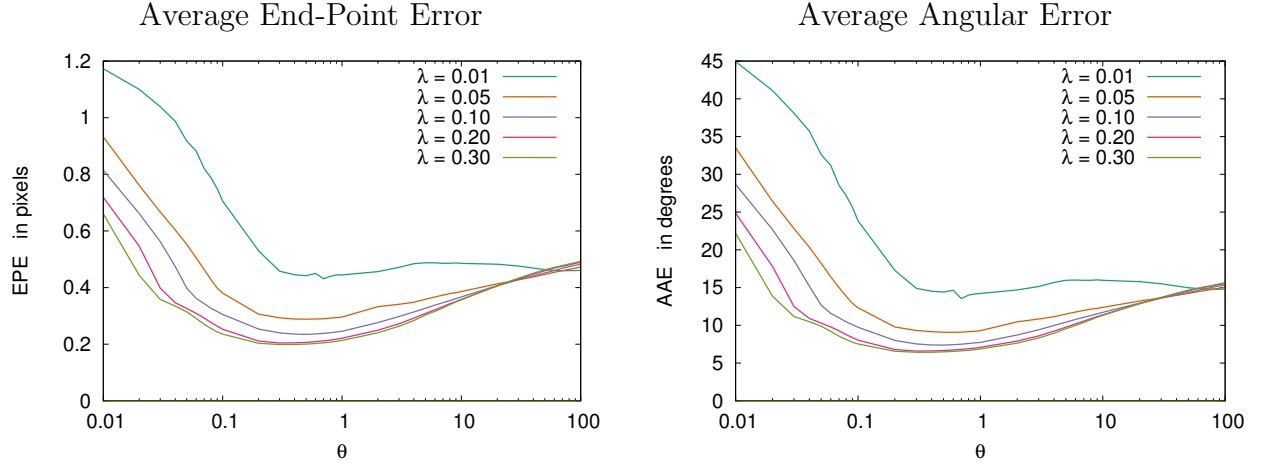 Average End-Point Error
1.2
1
0.8
0.6
0.4
0.2
0
EPE in pixels
0.01 0.1 1 10 100
θ
λ = 0.01
λ = 0.05
λ = 0.10
λ = 0.20
λ = 0.30
Average Angular Error
45
40
35
30
25
20
15
10
5
0
AAE in degrees
0.01 0.1 1 10 100
θ
λ = 0.01
λ = 0.05
λ = 0.10
λ = 0.20
λ = 0.30